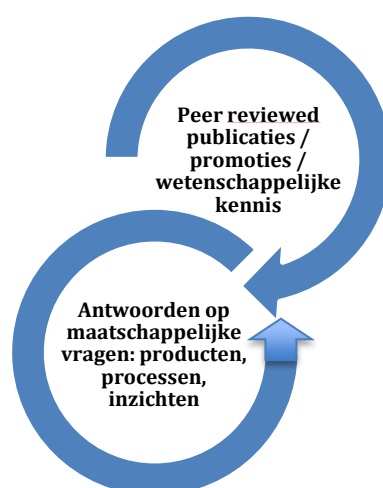 Peer reviewed
publicaties /
promoties /
wetenschappelijke
kennis
Antwoorden op
maatschappelijke
vragen: producten,
processen,
inzichten